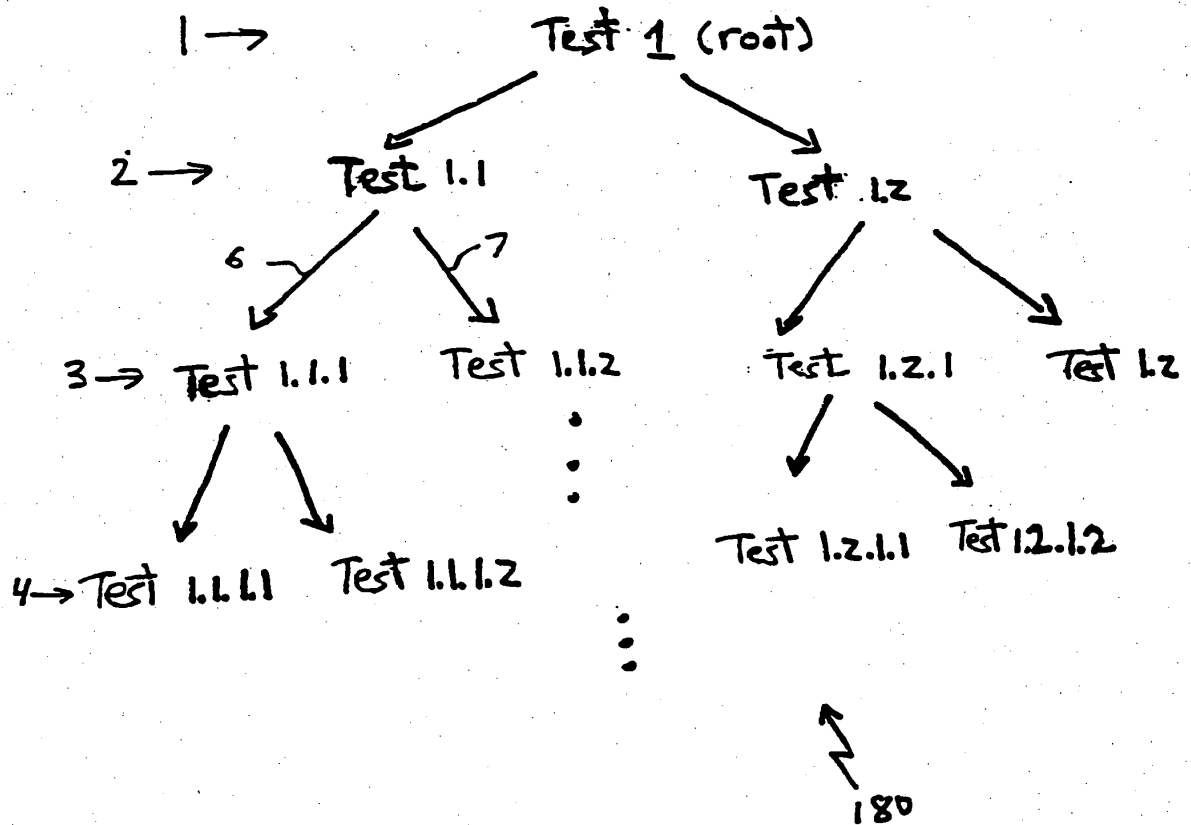 1 → Test 1 (root)
2 → Test 1.1 Test 1.2
6 7
3 → Test 1.1.1 Test 1.1.2 Test 1.2.1 Test 1.2
4 → Test 1.1.1.1 Test 1.1.1.2 Test 1.2.1.1 Test 1.2.1.2
180